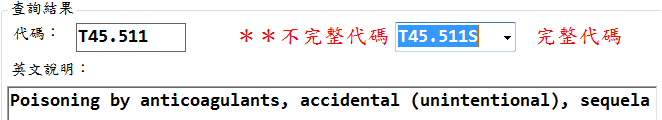 查詢結果
代碼： T45.511 ＊＊不完整代碼 T45.511S 完整代碼
英文說明：
Poisoning by anticoagulants, accidental (unintentional), sequela